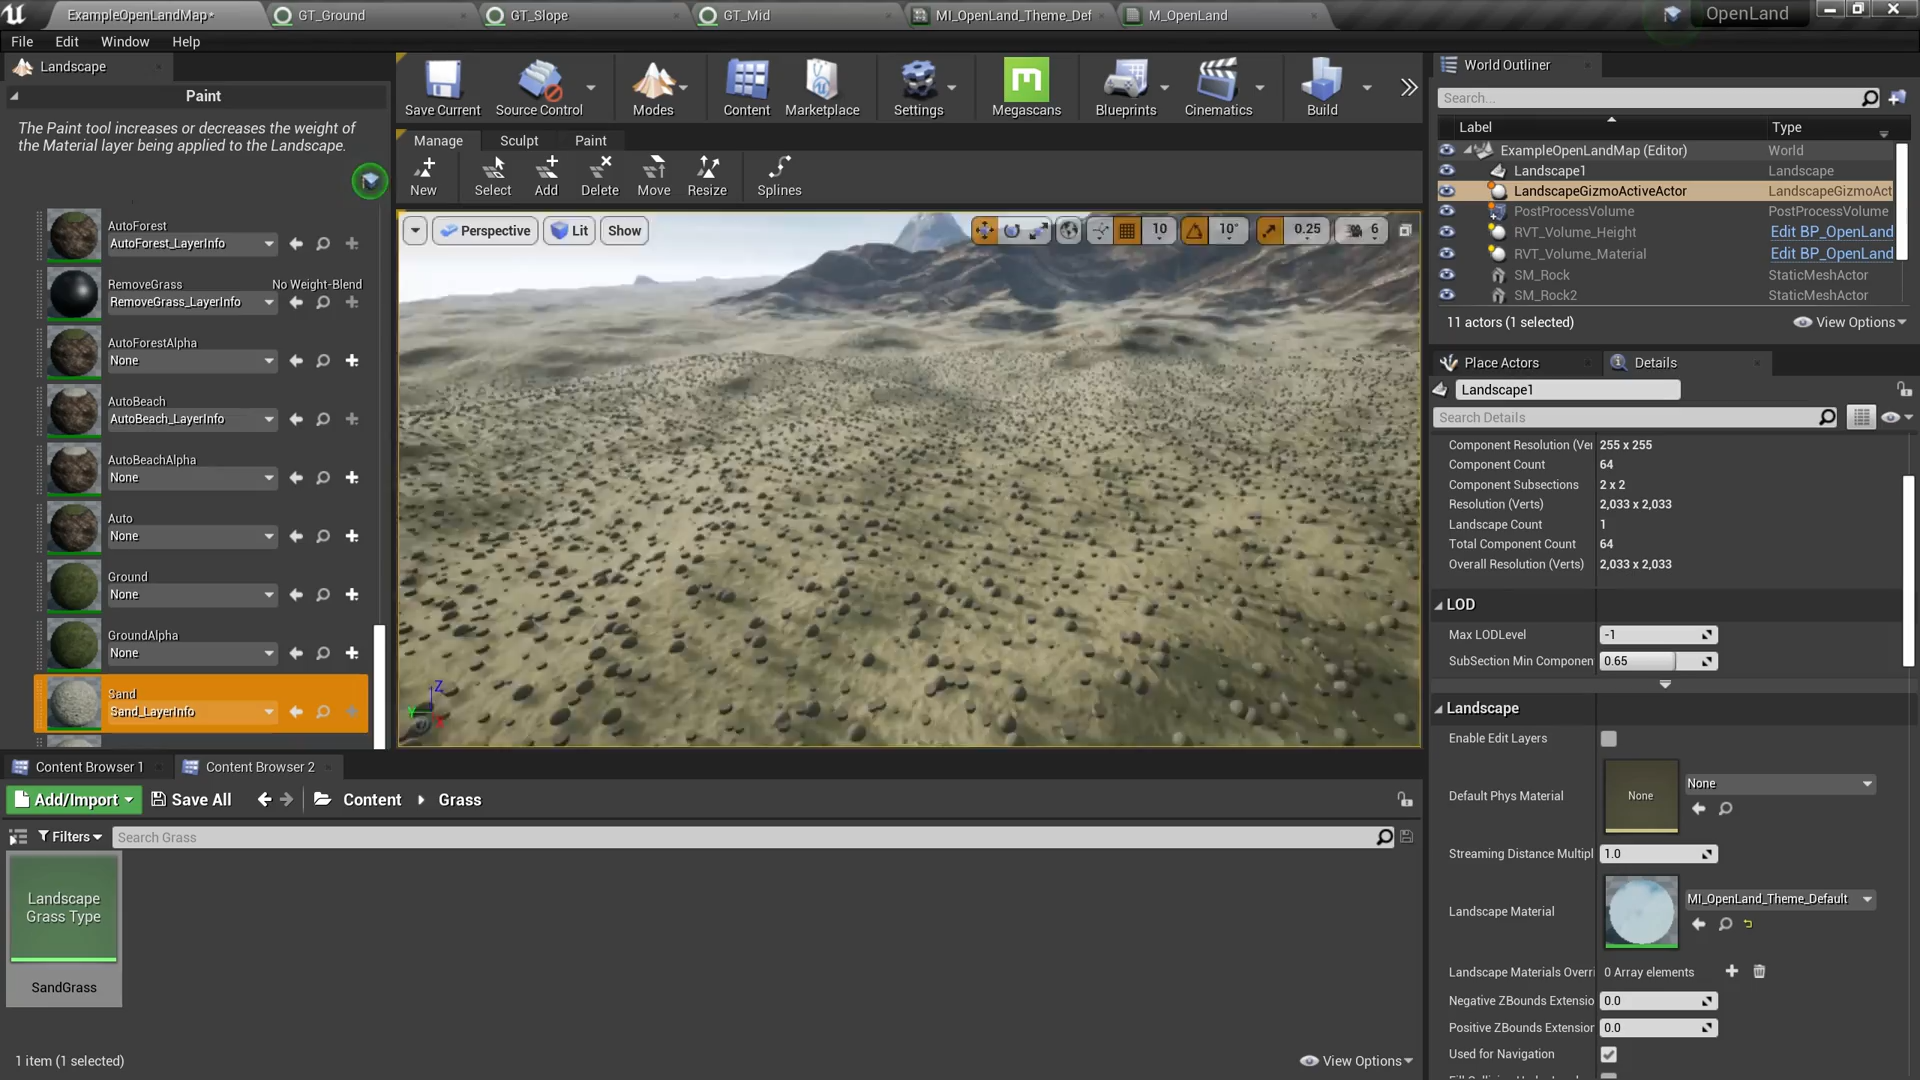 ExampleOpenLandMap*
GT_Ground
GT_Slope
GT_Mid
MI_OpenLand_Theme_Def
M_OpenLand
OpenLand
File Edit Window Help
Landscape
Paint
The Paint tool increases or decreases the weight of
the Material layer being applied to the Landscape.
AutoForest
AutoForest_LayerInfo
RemoveGrass No Weight-Blend
RemoveGrass_LayerInfo
AutoForestAlpha
None
AutoBeach
AutoBeach_LayerInfo
AutoBeachAlpha
None
Auto
None
Ground
None
GroundAlpha
None
Sand
Sand_LayerInfo
Save Current
Source Control
Modes
Content
Marketplace
Settings
Megascans
Blueprints
Cinematics
Build
Manage Sculpt Paint
New Select Add Delete Move Resize Splines
Perspective Lit Show
10 10° 0.25 6
Z
Y
World Outliner
Search...
Label Type
ExampleOpenLandMap (Editor) World
Landscape1 Landscape
LandscapeGizmoActiveActor LandscapeGizmoAct
PostProcessVolume PostProcessVolume
RVT_Volume_Height Edit BP_OpenLand
RVT_Volume_Material Edit BP_OpenLand
SM_Rock StaticMeshActor
SM_Rock2 StaticMeshActor
11 actors (1 selected) View Options
Place Actors Details
Landscape1
Search Details
Component Resolution (Ver 255 x 255
Component Count 64
Component Subsections 2 x 2
Resolution (Verts) 2,033 x 2,033
Landscape Count 1
Total Component Count 64
Overall Resolution (Verts) 2,033 x 2,033
LOD
Max LODLevel -1
SubSection Min Componen 0.65
Landscape
Enable Edit Layers
Default Phys Material None None
Streaming Distance Multipl 1.0
Landscape Material MI_OpenLand_Theme_Default
Landscape Materials Overri 0 Array elements
Negative ZBounds Extensio 0.0
Positive ZBounds Extension 0.0
Used for Navigation
Content Browser 1 Content Browser 2
Add/Import Save All Content Grass
Filters Search Grass
Landscape
Grass Type
SandGrass
1 item (1 selected) View Options